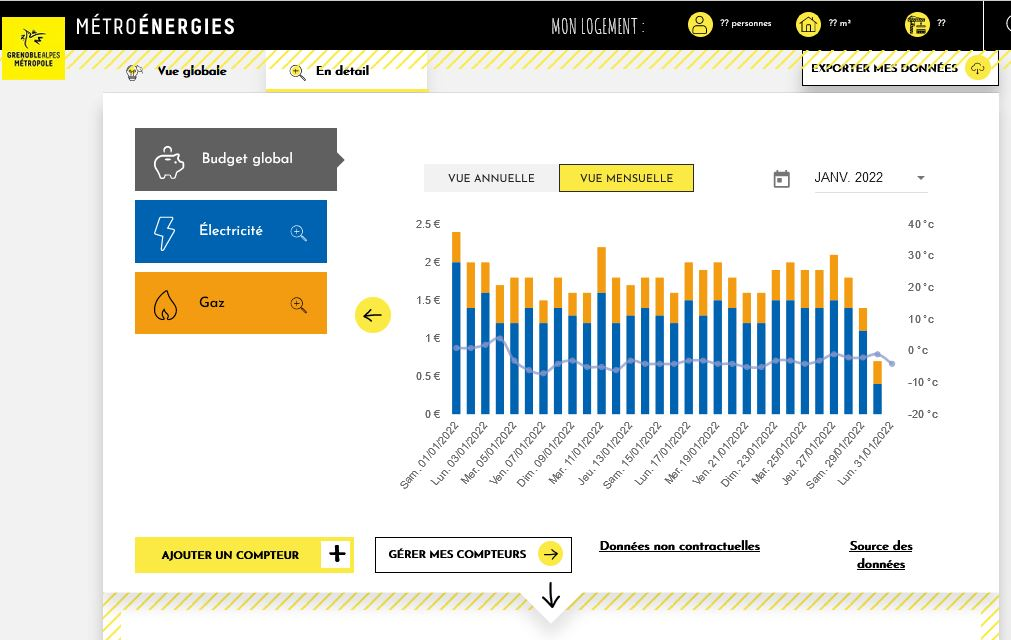 MÉTROÉNERGIES
MON LOGEMENT :
?? personnes
?? m²
??
GRENOBLEALPES
MÉTROPOLE
Vue globale
En detail
EXPORTER MES DONNÉES
Budget global
Électricité
Gaz
VUE ANNUELLE
VUE MENSUELLE
JANV. 2022
2.5 €
2 €
1.5 €
1 €
0.5 €
0 €
40 °c
30 °c
20 °c
10 °c
0 °c
-10 °c
-20 °c
Sam. 01/01/2022
Lun. 03/01/2022
Mer. 05/01/2022
Ven. 07/01/2022
Dim. 09/01/2022
Mar. 11/01/2022
Jeu. 13/01/2022
Sam. 15/01/2022
Lun. 17/01/2022
Mer. 19/01/2022
Ven. 21/01/2022
Dim. 23/01/2022
Mar. 25/01/2022
Jeu. 27/01/2022
Sam. 29/01/2022
Lun. 31/01/2022
AJOUTER UN COMPTEUR
GÉRER MES COMPTEURS
Données non contractuelles
Source des
données